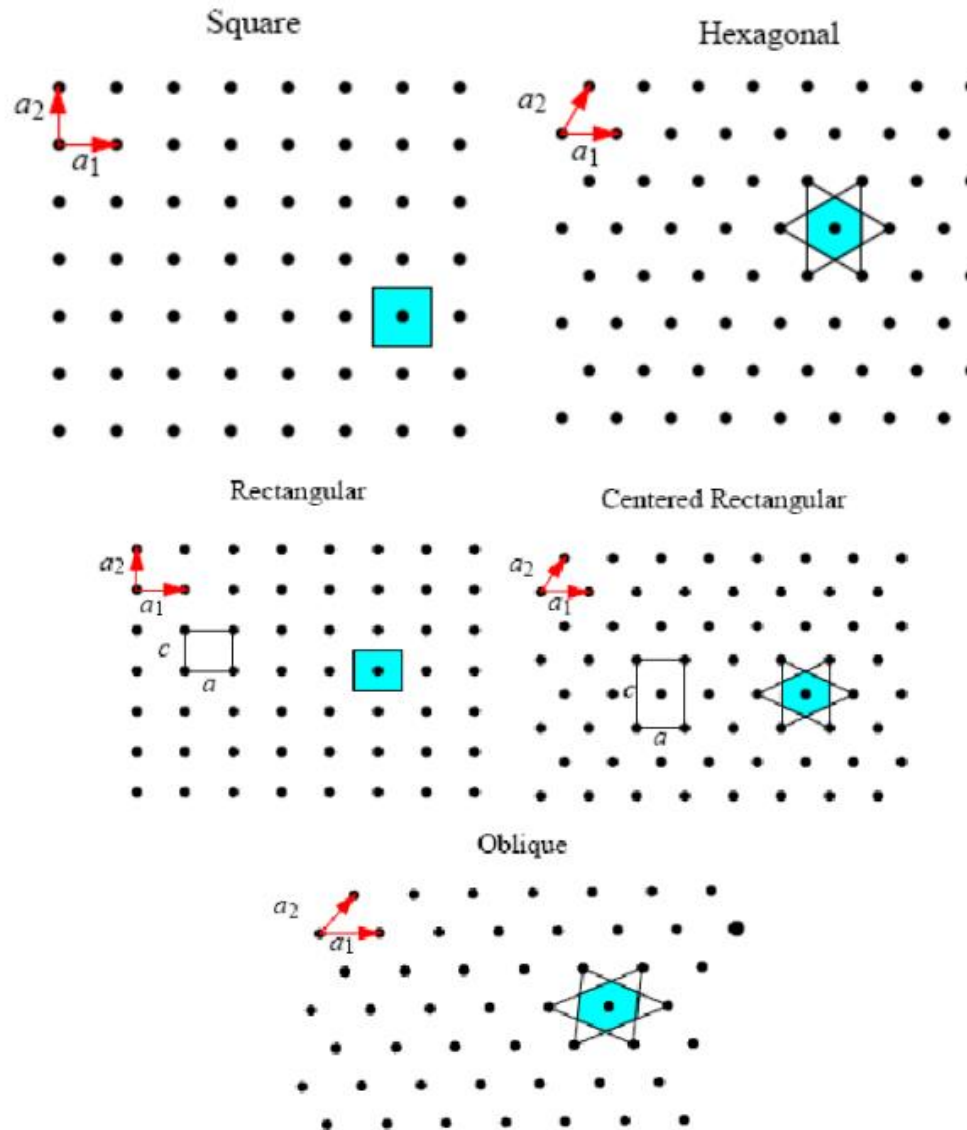 Square
Hexagonal
a2
a1
a2
a1
Rectangular
Centered Rectangular
a2
a1
c
a
a2
a1
c
a
Oblique
a2
a1